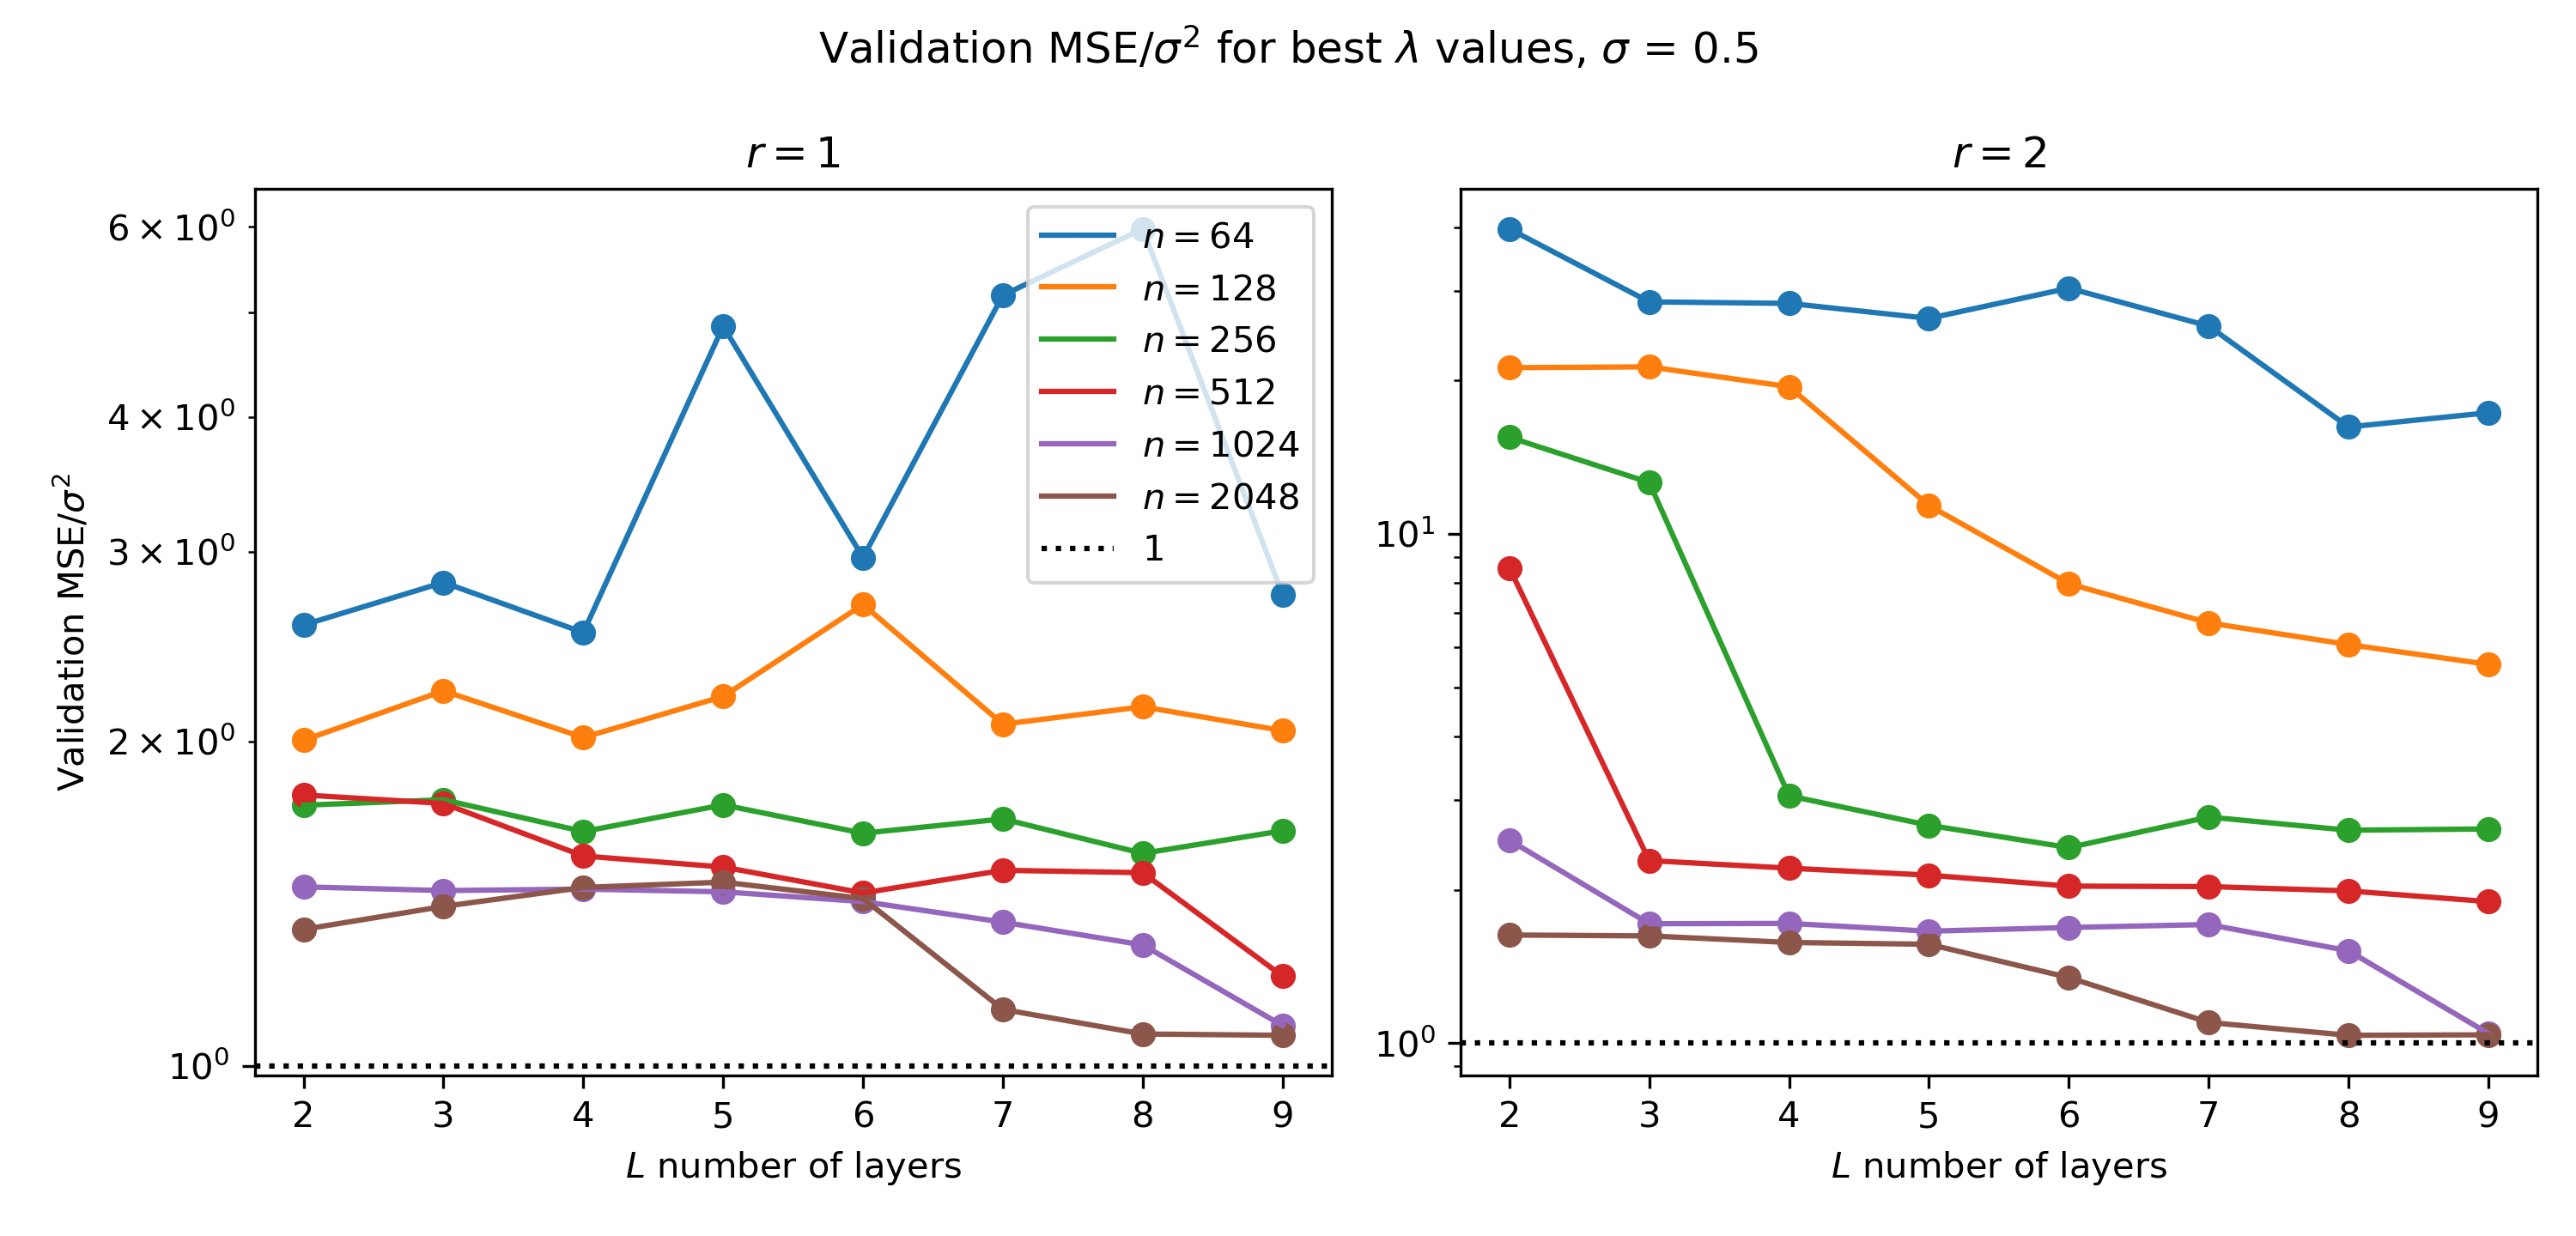 Validation MSE/σ² for best λ values, σ = 0.5
r = 1
6 × 10⁰
4 × 10⁰
3 × 10⁰
2 × 10⁰
10⁰
Validation MSE/σ²
n = 64
n = 128
n = 256
n = 512
n = 1024
n = 2048
1
2 3 4 5 6 7 8 9
L number of layers
r = 2
10¹
10⁰
2 3 4 5 6 7 8 9
L number of layers